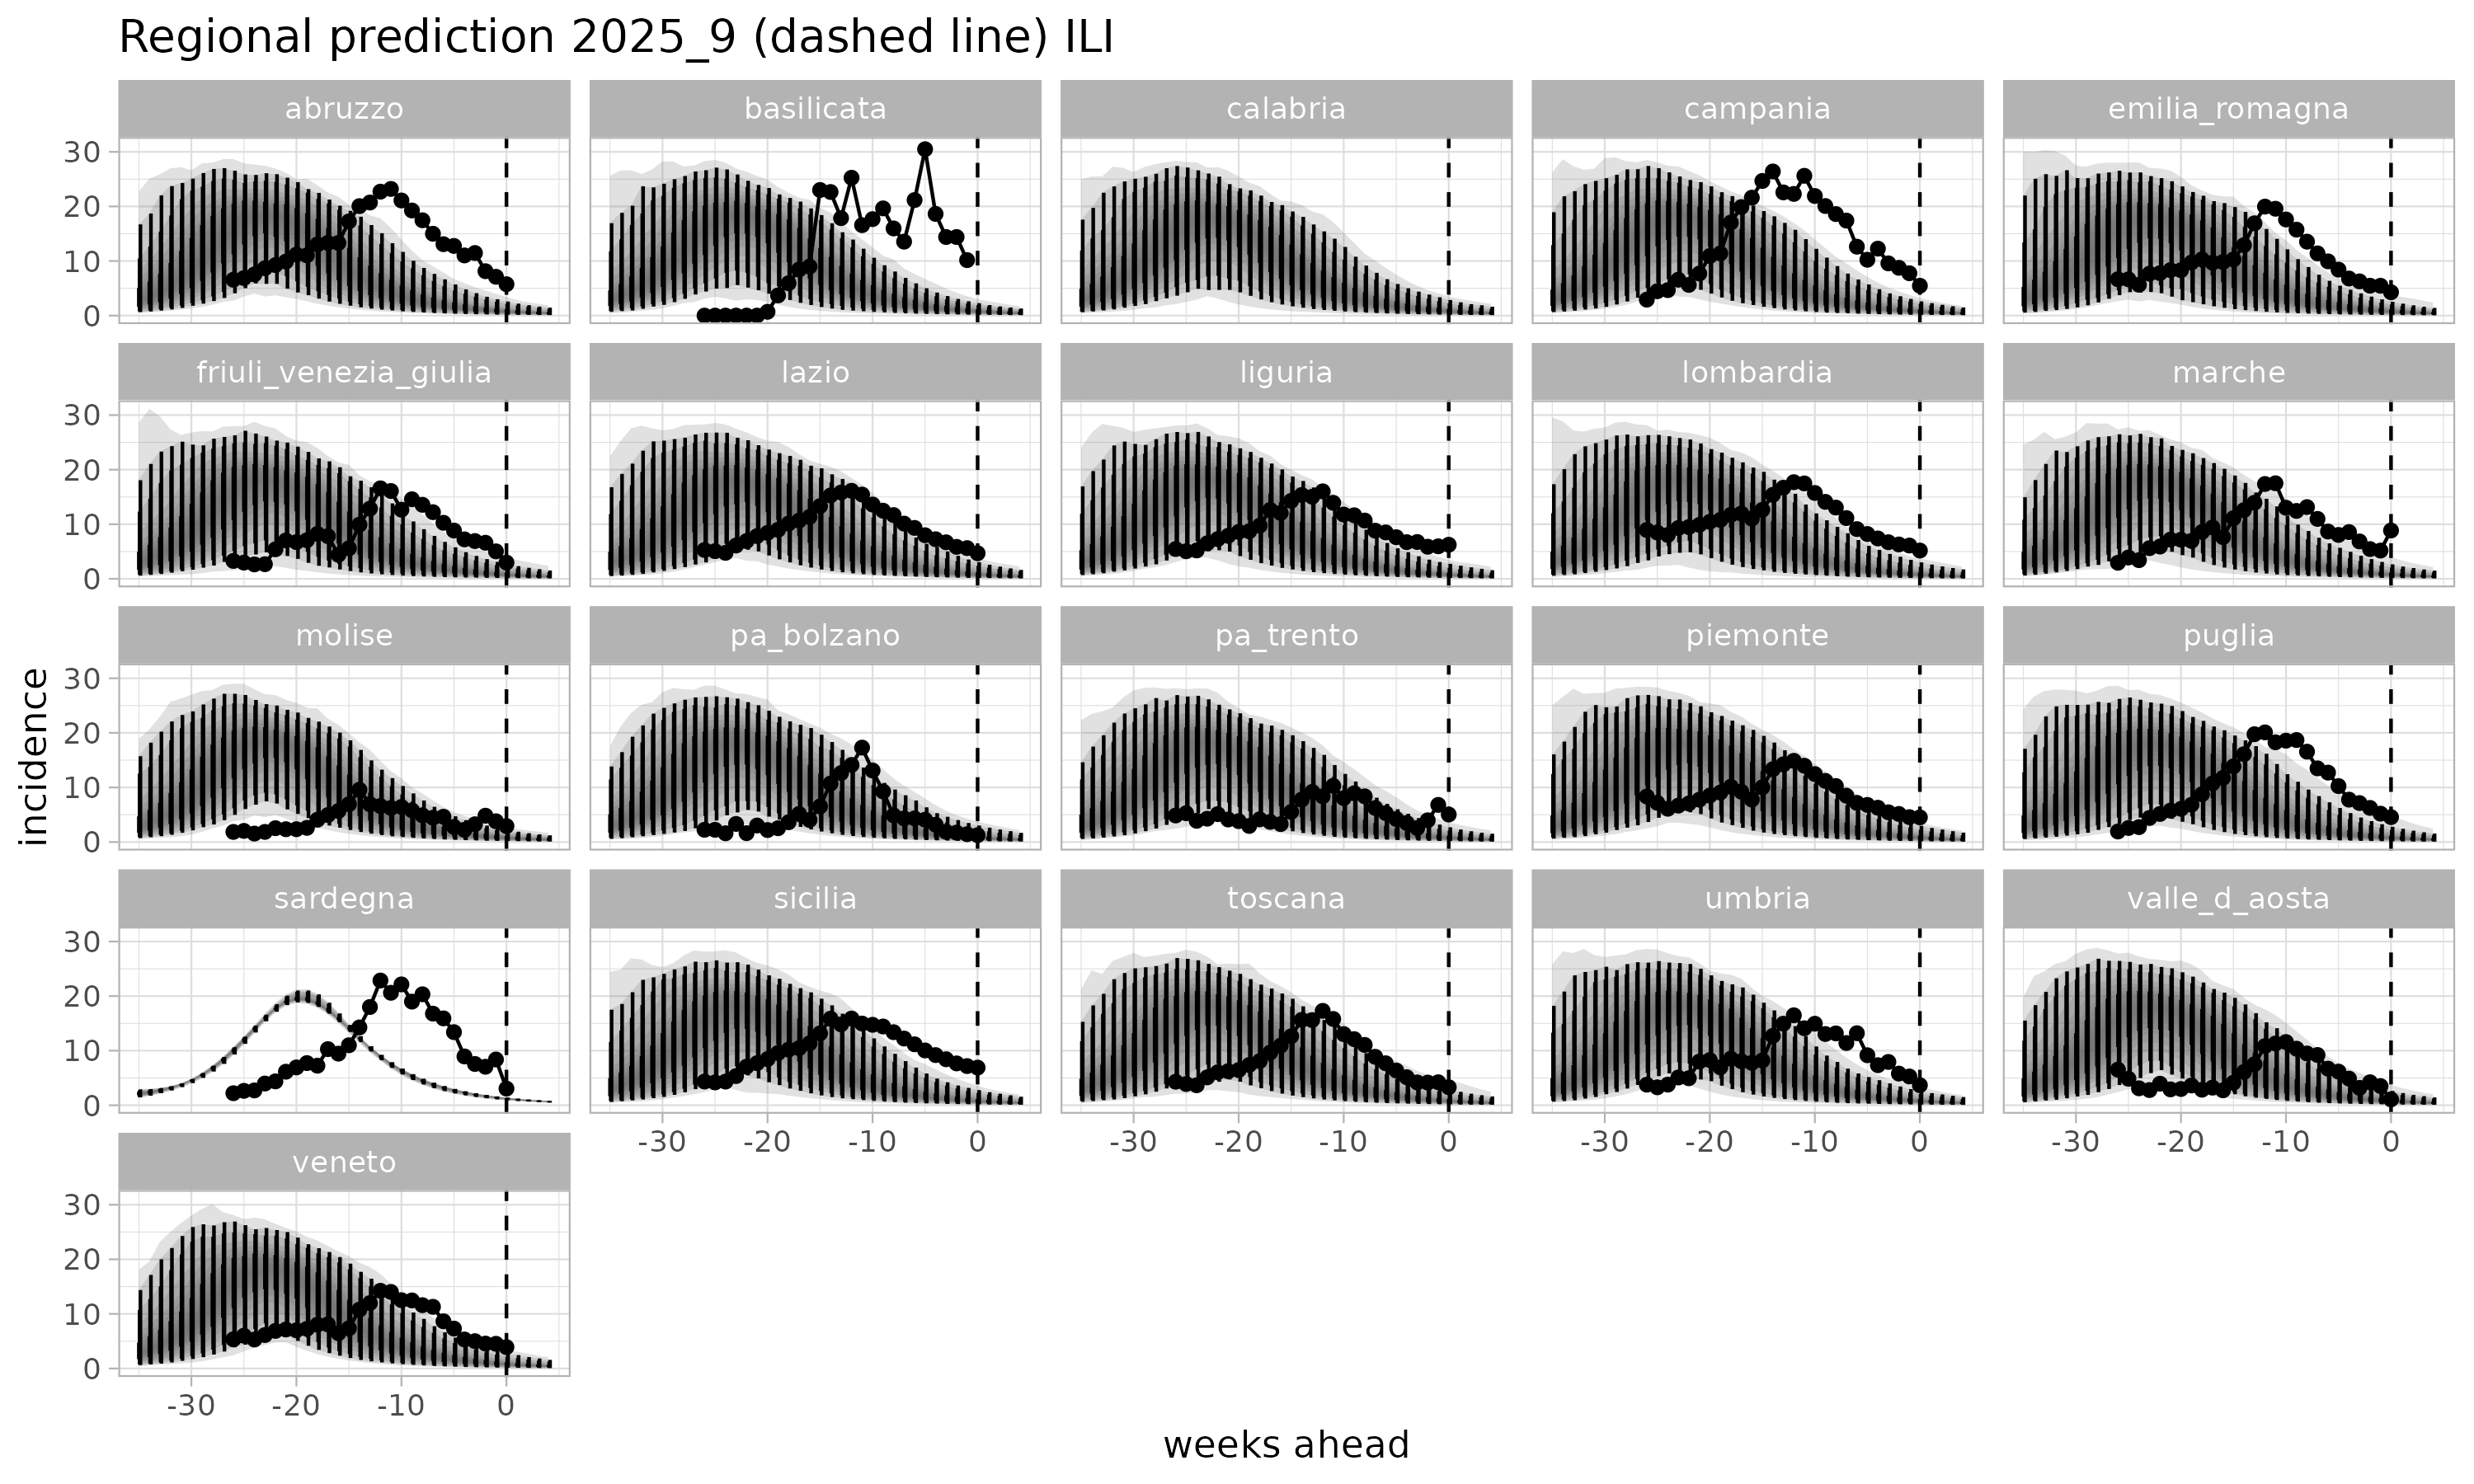 Regional prediction 2025_9 (dashed line) ILI
abruzzo basilicata calabria campania emilia_romagna
30
20
10
0
friuli_venezia_giulia lazio liguria lombardia marche
30
20
10
0
molise pa_bolzano pa_trento piemonte puglia
30
20
10
0
incidence
sardegna sicilia toscana umbria valle_d_aosta
30
20
10
0
-30 -20 -10 0 -30 -20 -10 0 -30 -20 -10 0 -30 -20 -10 0
veneto
30
20
10
0
-30 -20 -10 0
weeks ahead